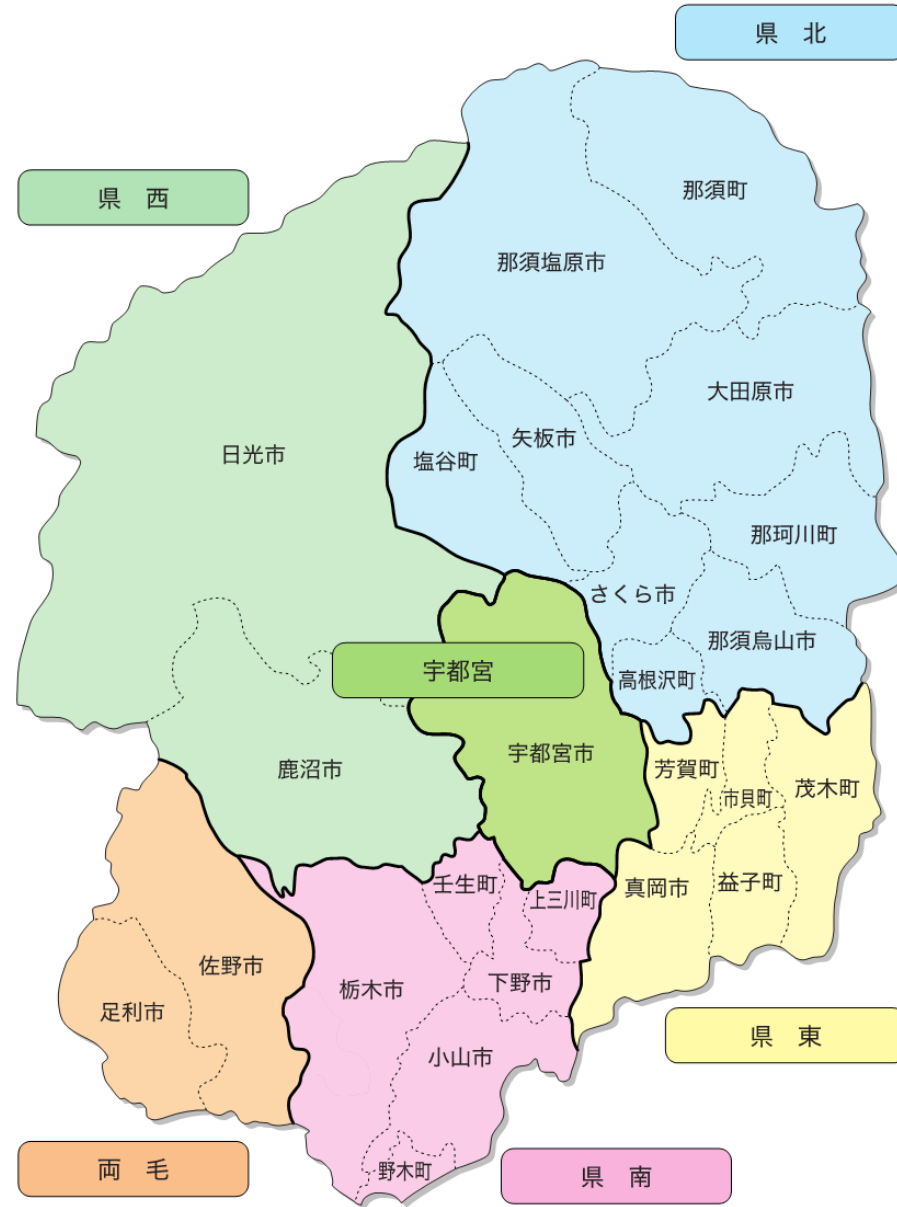 県　北
県　西
那須町
那須塩原市
大田原市
矢板市
日光市
塩谷町
那珂川町
さくら市
那須烏山市
宇都宮
高根沢町
宇都宮市
鹿沼市
芳賀町
市貝町
茂木町
壬生町
上三川町
真岡市
益子町
佐野市
栃木市
下野市
足利市
県　東
小山市
両　毛
野木町
県　南